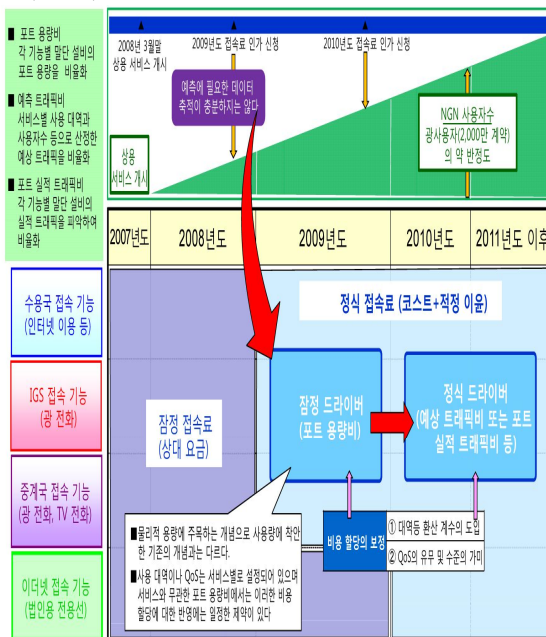 ■ 포트 용량비
각 기능별 말단 설비의
포트 용량을 비율화
■ 예측 트래픽비
서비스별 사용 대역과
사용자수 등으로 산정한
예상 트래픽을 비율화
■ 포트 실적 트래픽비
각 기능별 말단 설비의
실적 트래픽을 파악하여
비율화
2008년 3월말
상용 서비스 개시
2009년도 접속료 인가 신청
2010년도 접속료 인가 신청
예측에 필요한 데이터
축적이 충분하지는 않다
NGN 사용자수
광사용자(2,000만 계약)
의 약 반정도
상용
서비스 개시
2007년도
2008년도
2009년도
2010년도
2011년도 이후
수용국 접속 기능
(인터넷 이용 등)
IGS 접속 기능
(광 전화)
중계국 접속 기능
(광 전화, TV 전화)
이더넷 접속 기능
(법인용 전용선)
정식 접속료 (코스트+적정 이윤)
잠정 접속료
(상대 요금)
잠정 드라이버
(포트 용량비)
정식 드라이버
(예상 트래픽비 또는 포트
실적 트래픽비 등)
■물리적 용량에 주목하는 개념으로 사용량에 착안
한 기존의 개념과는 다르다.
■사용 대역이나 QoS은 서비스별로 설정되어 있으며
서비스와 무관한 포트 용량비에서는 이러한 비용
할당에 대한 반영에는 일정한 제약이 있다
비용 할당의 보정
① 대역등 환산 계수의 도입
② QoS의 유무 및 수준의 가미